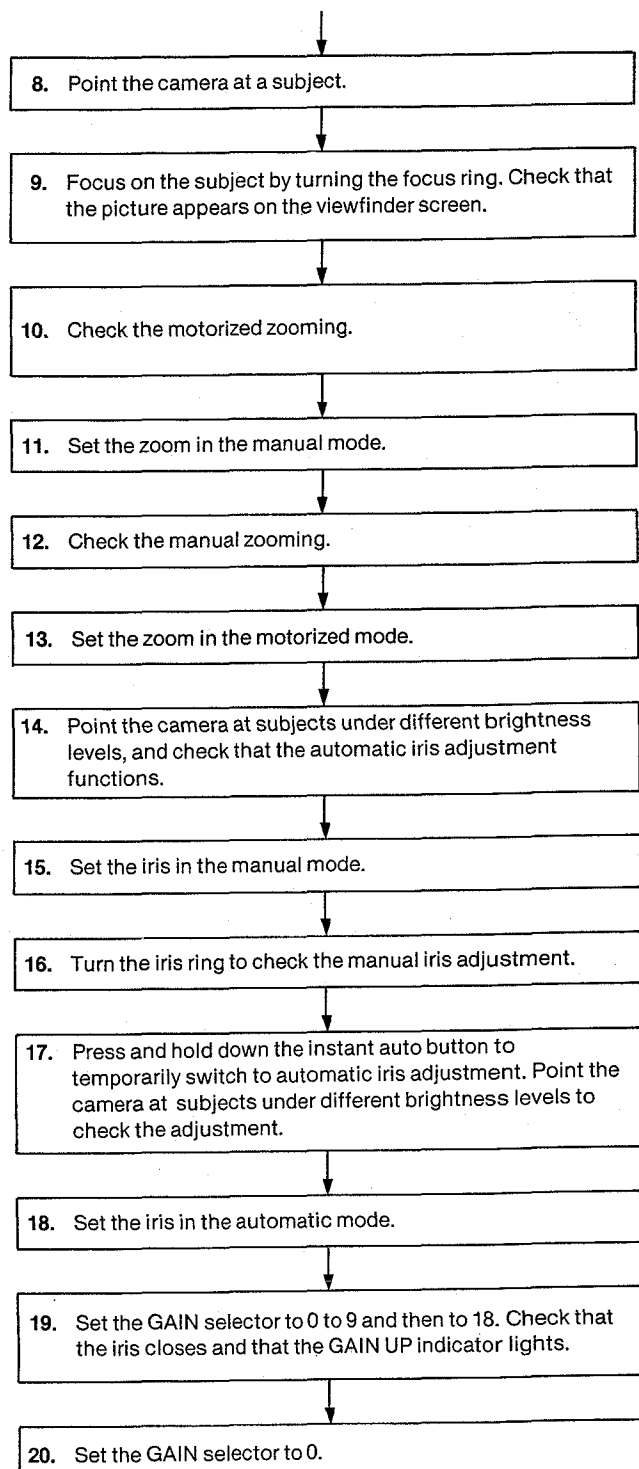 8. Point the camera at a subject.
9. Focus on the subject by turning the focus ring. Check that
the picture appears on the viewfinder screen.
10. Check the motorized zooming.
11. Set the zoom in the manual mode.
12. Check the manual zooming.
13. Set the zoom in the motorized mode.
14. Point the camera at subjects under different brightness
levels, and check that the automatic iris adjustment
functions.
15. Set the iris in the manual mode.
16. Turn the iris ring to check the manual iris adjustment.
17. Press and hold down the instant auto button to
temporarily switch to automatic iris adjustment. Point the
camera at subjects under different brightness levels to
check the adjustment.
18. Set the iris in the automatic mode.
19. Set the GAIN selector to 0 to 9 and then to 18. Check that
the iris closes and that the GAIN UP indicator lights.
20. Set the GAIN selector to 0.